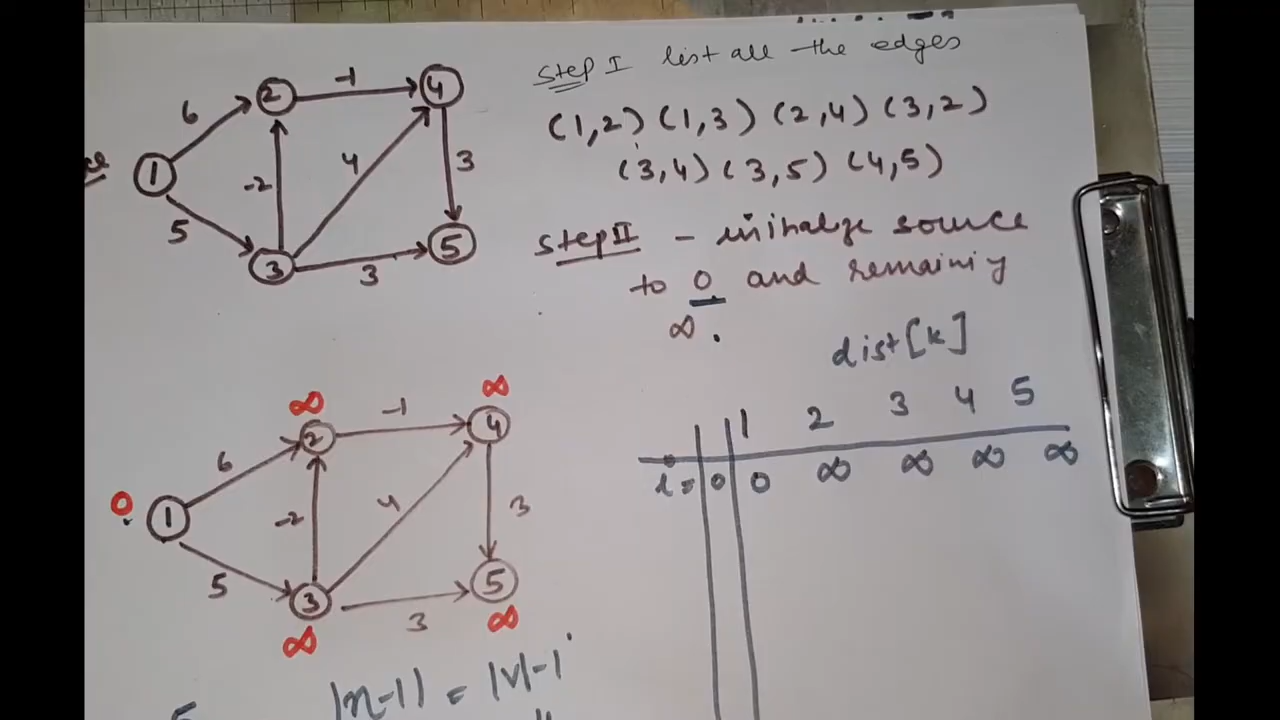 Step I list all the edges
(1,2) (1,3) (2,4) (3,2)
(3,4) (3,5) (4,5)
Step II - initialize source
to 0 and remaining
∞.
6 2 -1 4
1 -2 4 3
5 3 3 5
dist[k]
1 2 3 4 5
i = 0 0 ∞ ∞ ∞ ∞
∞ ∞
6 2 -1 4
0 1 -2 4 3
5 3 3 5
∞ ∞
|n-1| = |V|-1
5